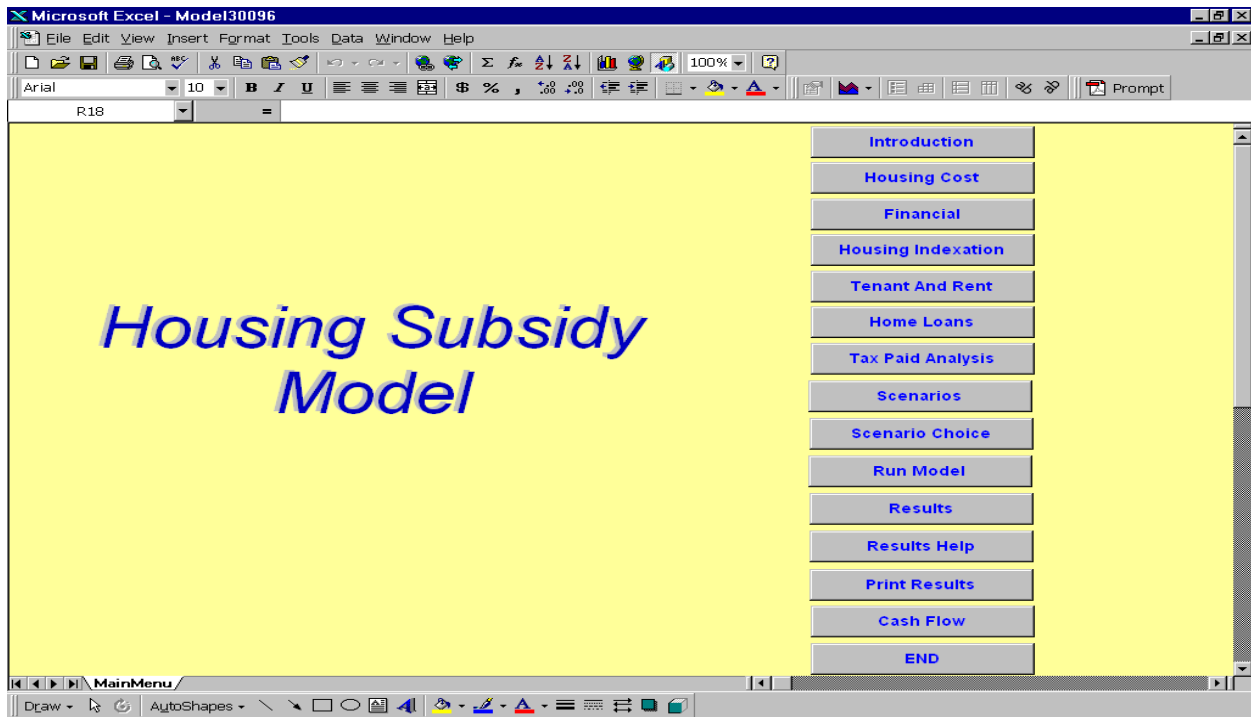 Microsoft Excel - Model30096
File Edit View Insert Format Tools Data Window Help
100%
Arial 10 B I U $ % , Prompt
R18 =
Housing Subsidy
Model
Introduction
Housing Cost
Financial
Housing Indexation
Tenant And Rent
Home Loans
Tax Paid Analysis
Scenarios
Scenario Choice
Run Model
Results
Results Help
Print Results
Cash Flow
END
MainMenu
Draw AutoShapes